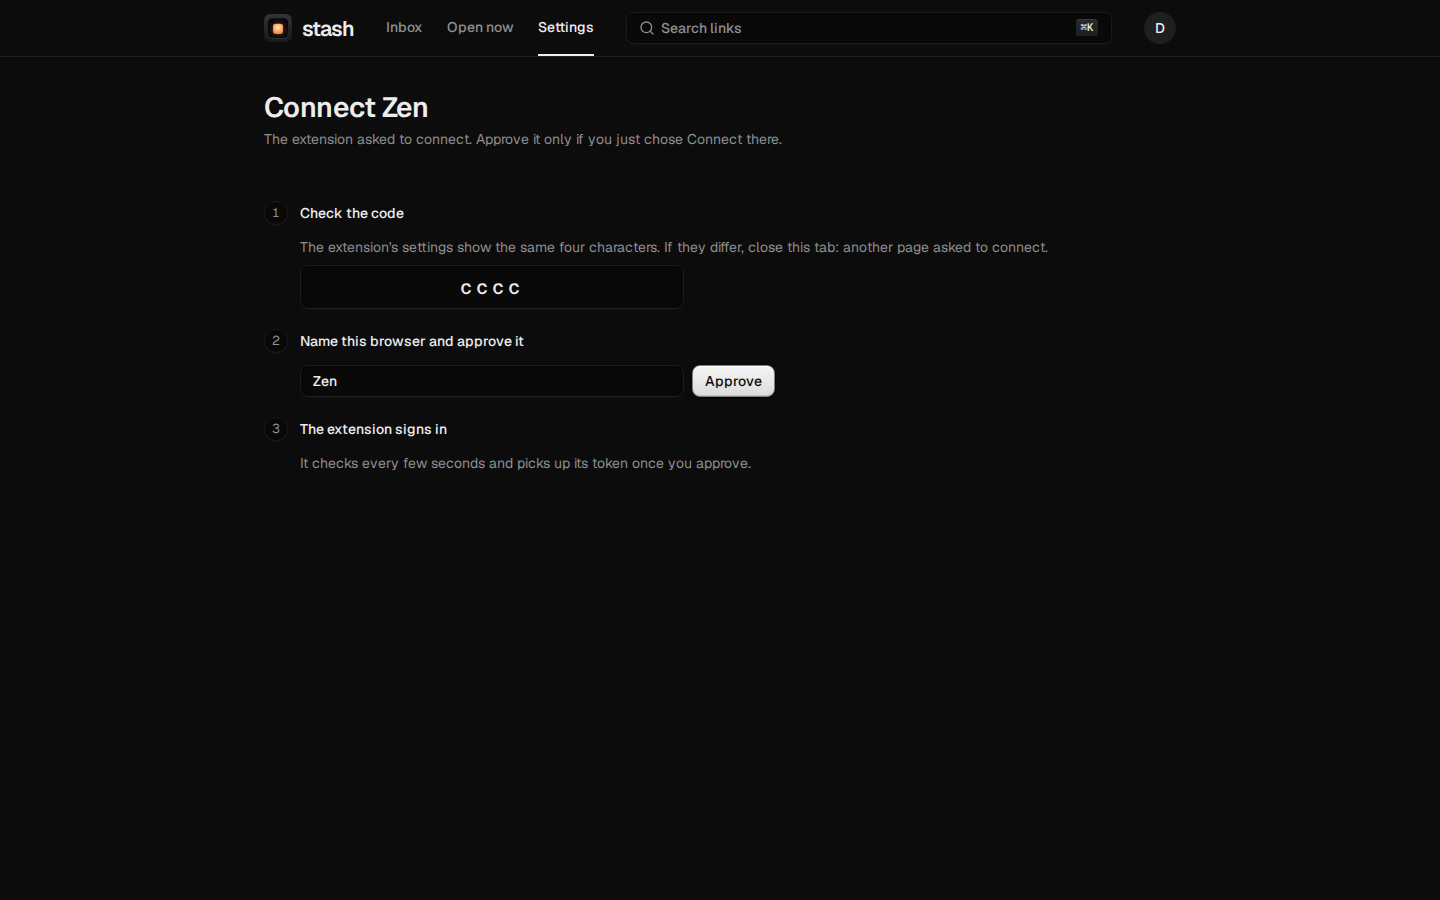 stash
Inbox
Open now
Settings
Search links
⌘K
D
Connect Zen
The extension asked to connect. Approve it only if you just chose Connect there.
1
Check the code
The extension's settings show the same four characters. If they differ, close this tab: another page asked to connect.
C C C C
2
Name this browser and approve it
Zen
Approve
3
The extension signs in
It checks every few seconds and picks up its token once you approve.